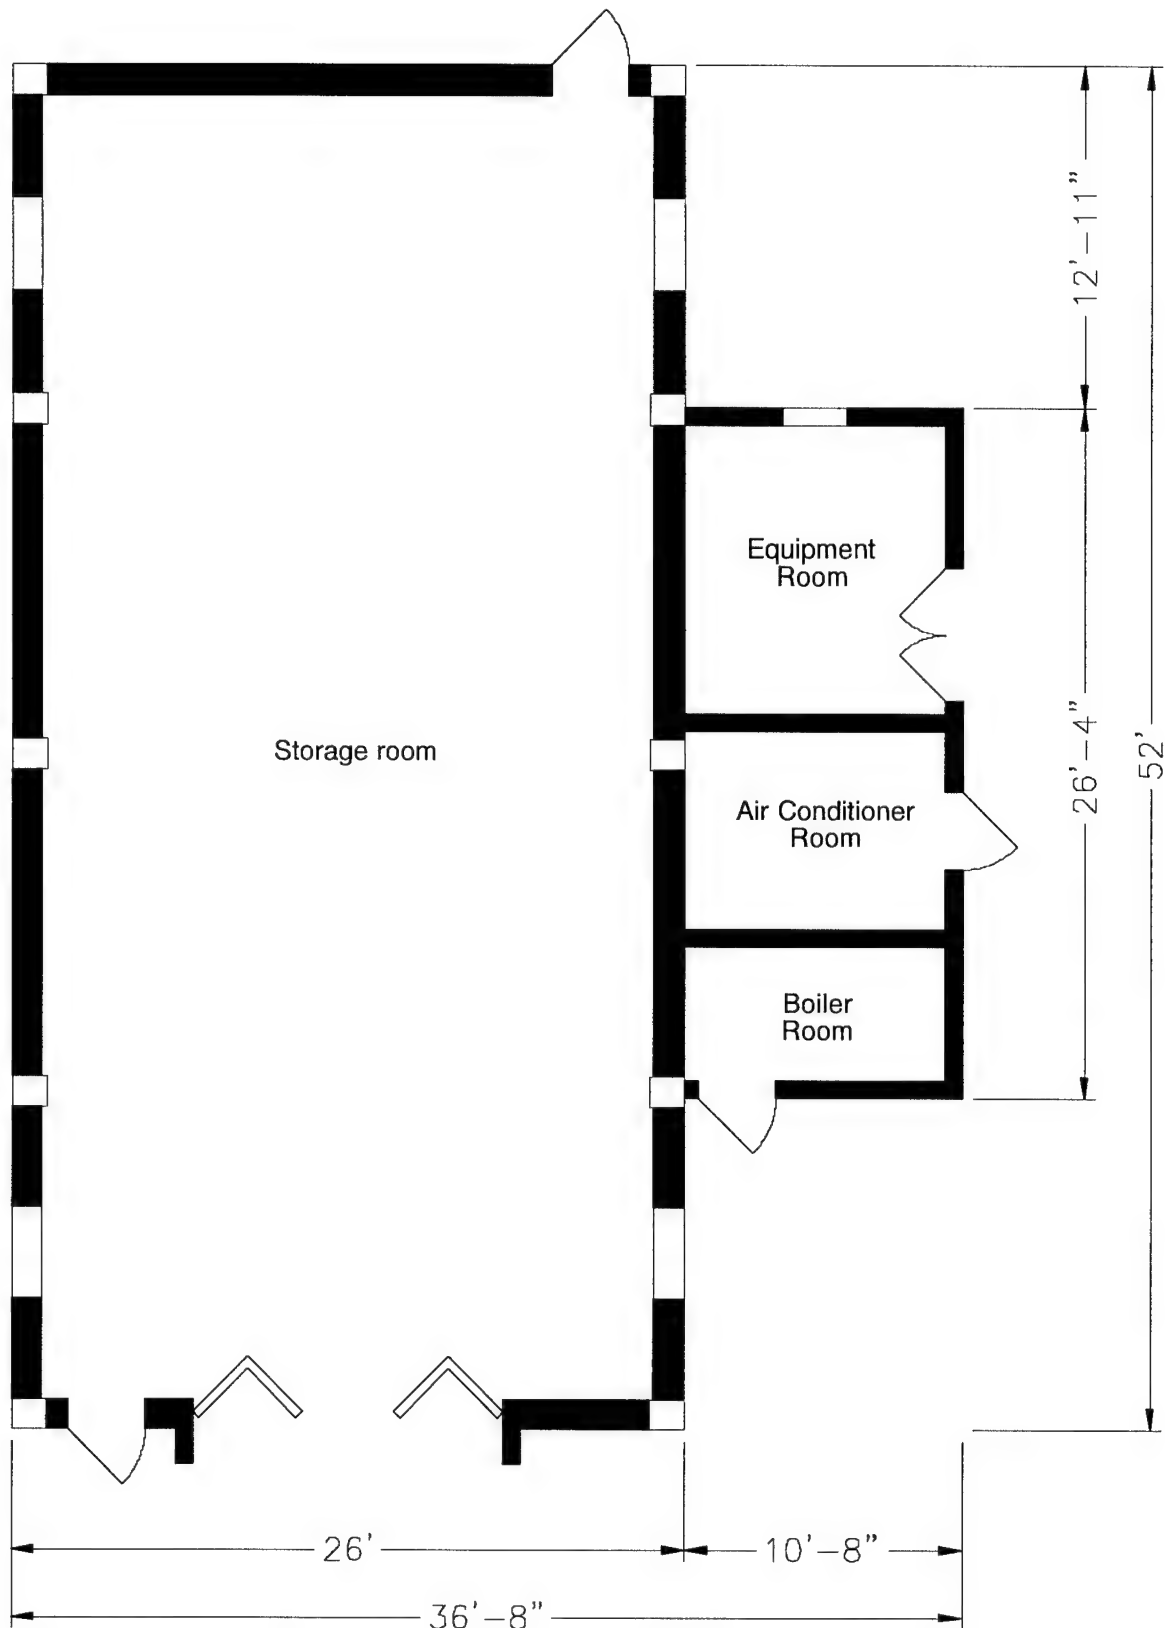 12'-11"
Equipment
Room
Storage room
26'-4"
52'
Air Conditioner
Room
Boiler
Room
26'
10'-8"
36'-8"